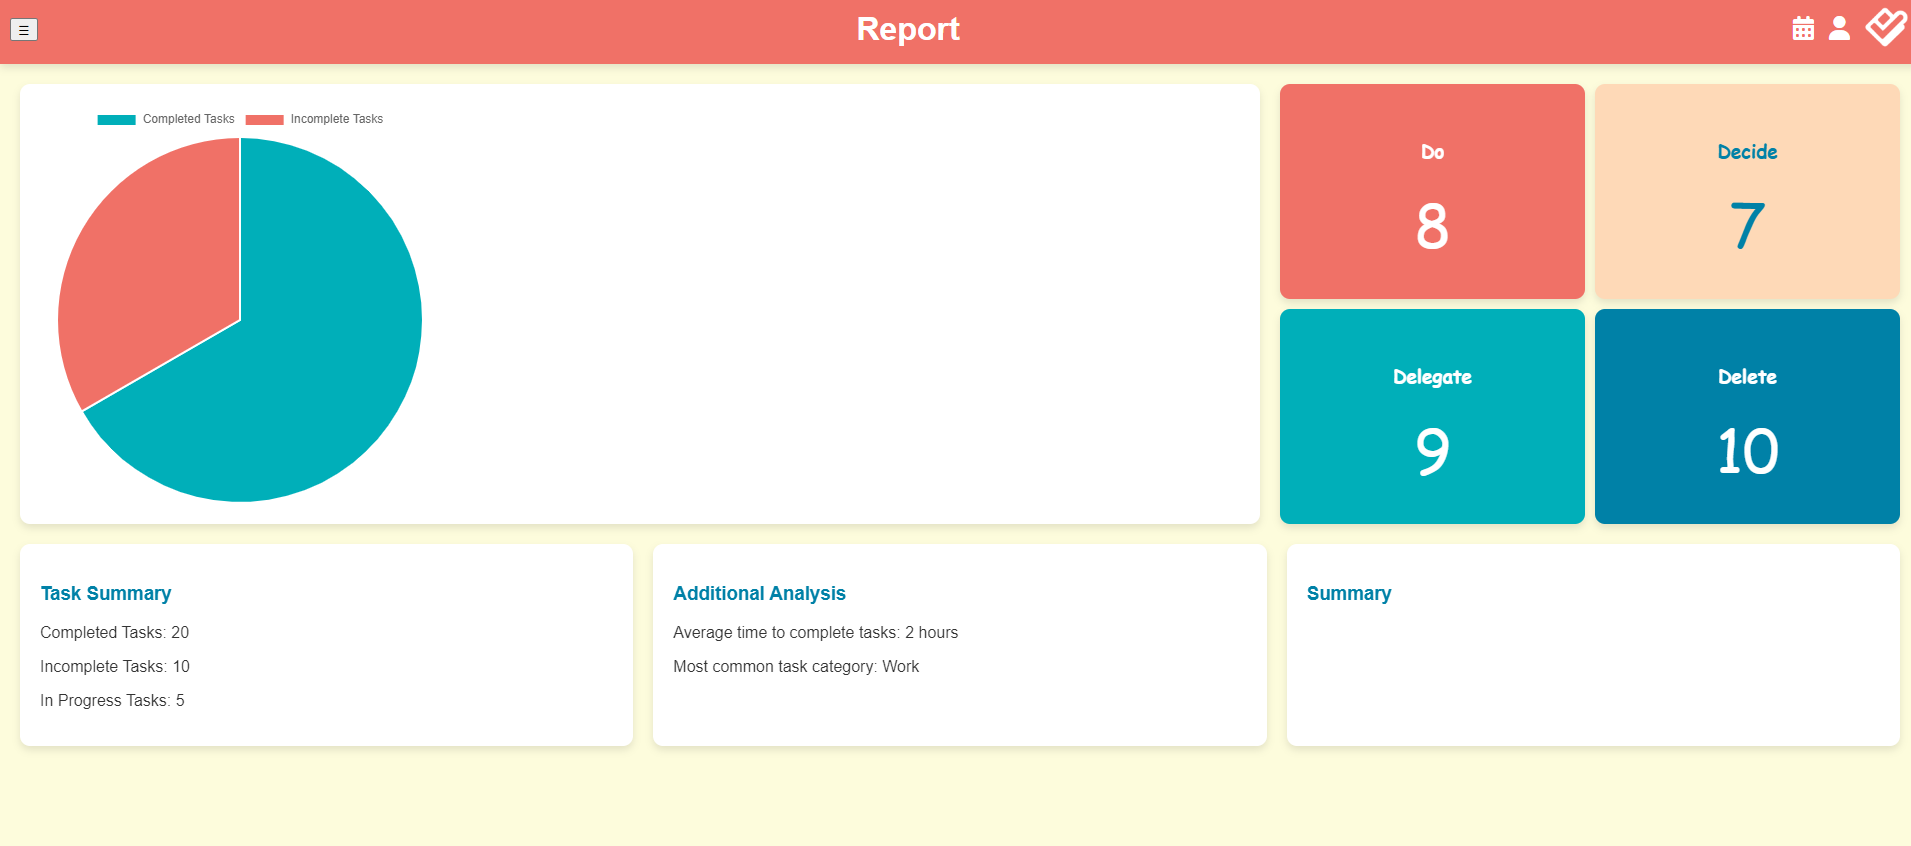 ☰
Report
Completed Tasks
Incomplete Tasks
Do
8
Decide
7
Delegate
9
Delete
10
Task Summary
Completed Tasks: 20
Incomplete Tasks: 10
In Progress Tasks: 5
Additional Analysis
Average time to complete tasks: 2 hours
Most common task category: Work
Summary